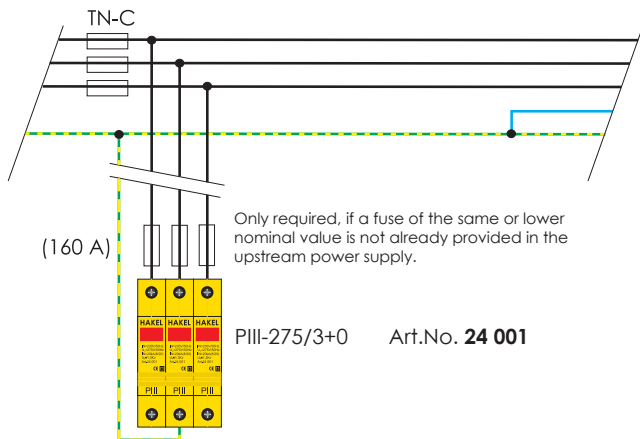 TN-C
Only required, if a fuse of the same or lower
nominal value is not already provided in the
upstream power supply.
(160 A)
PIII-275/3+0 Art.No. 24 001
HAKEL HAKEL HAKEL
PIII PIII PIII